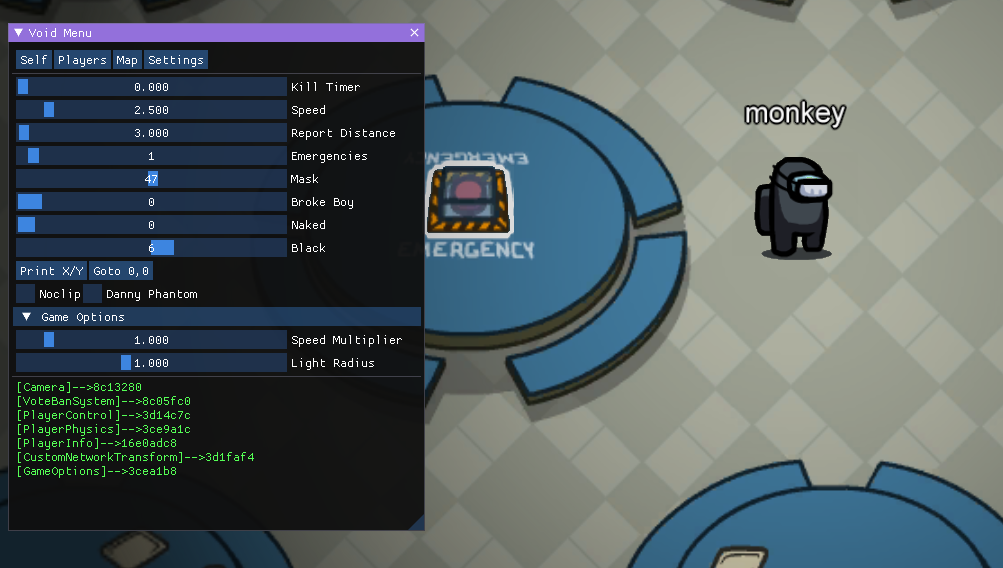 Void Menu
Self Players Map Settings
0.000 Kill Timer
2.500 Speed
3.000 Report Distance
1 Emergencies
47 Mask
0 Broke Boy
0 Naked
6 Black
Print X/Y Goto 0,0
Noclip Danny Phantom
Game Options
1.000 Speed Multiplier
1.000 Light Radius
[Camera]-->8c13280
[VoteBanSystem]-->8c05fc0
[PlayerControl]-->3d14c7c
[PlayerPhysics]-->3ce9a1c
[PlayerInfo]-->16e0adc8
[CustomNetworkTransform]-->3d1faf4
[GameOptions]-->3cea1b8
EMERGENCY
EMERGENCY
monkey